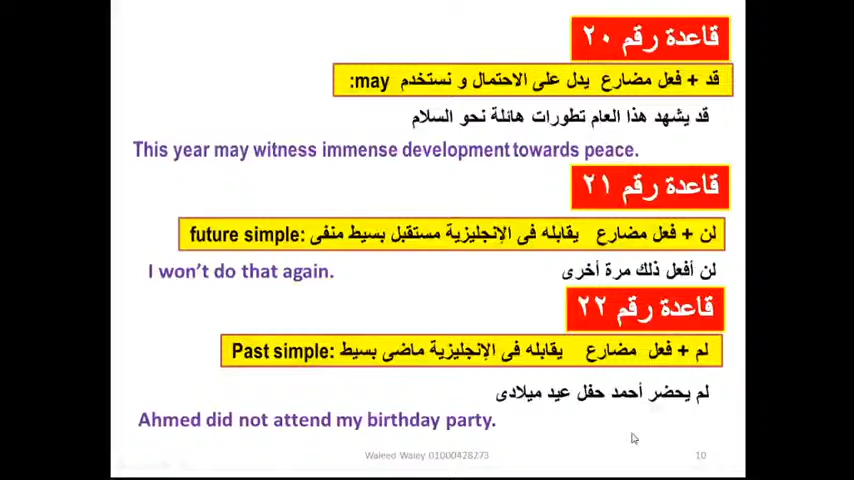 قاعدة رقم ٢٠
قد + فعل مضارع يدل على الاحتمال و نستخدم may:
قد يشهد هذا العام تطورات هائلة نحو السلام
This year may witness immense development towards peace.
قاعدة رقم ٢١
لن + فعل مضارع يقابله فى الإنجليزية مستقبل بسيط منفى future simple:
لن أفعل ذلك مرة أخرى
I won’t do that again.
قاعدة رقم ٢٢
لم + فعل مضارع يقابله فى الإنجليزية ماضى بسيط Past simple:
لم يحضر أحمد حفل عيد ميلادى
Ahmed did not attend my birthday party.
Waleed Waley 01000428273
10